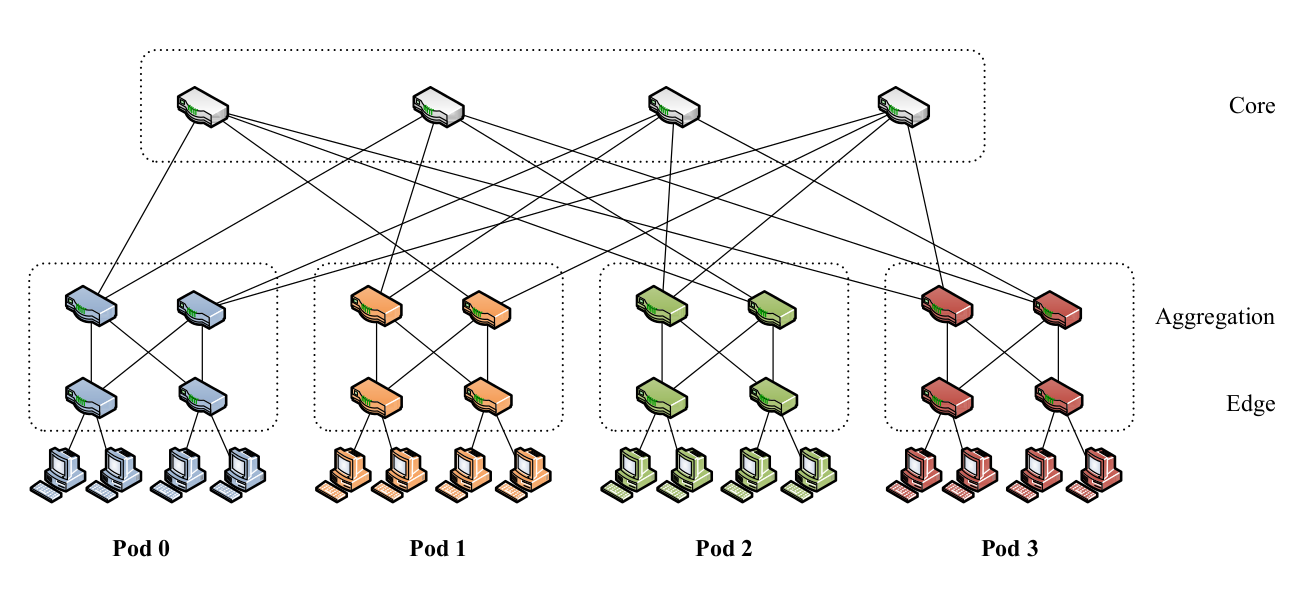 Core
Aggregation
Edge
Pod 0
Pod 1
Pod 2
Pod 3